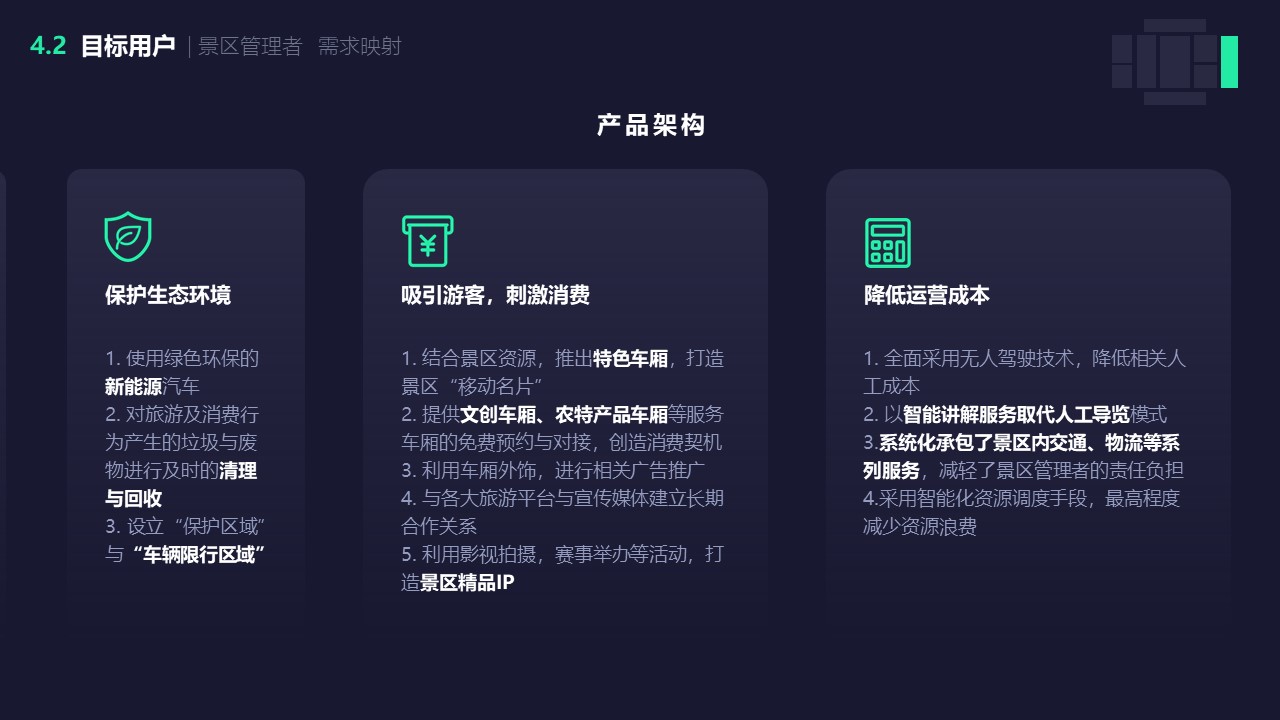 4.2 目标用户 | 景区管理者 需求映射
产品架构
保护生态环境
1. 使用绿色环保的
新能源汽车
2. 对旅游及消费行
为产生的垃圾与废
物进行及时的清理
与回收
3. 设立“保护区域”
与“车辆限行区域”
¥
吸引游客，刺激消费
1. 结合景区资源，推出特色车厢，打造
景区“移动名片”
2. 提供文创车厢、农特产品车厢等服务
车厢的免费预约与对接，创造消费契机
3. 利用车厢外饰，进行相关广告推广
4. 与各大旅游平台与宣传媒体建立长期
合作关系
5. 利用影视拍摄，赛事举办等活动，打
造景区精品IP
降低运营成本
1. 全面采用无人驾驶技术，降低相关人
工成本
2. 以智能讲解服务取代人工导览模式
3.系统化承包了景区内交通、物流等系
列服务，减轻了景区管理者的责任负担
4.采用智能化资源调度手段，最高程度
减少资源浪费